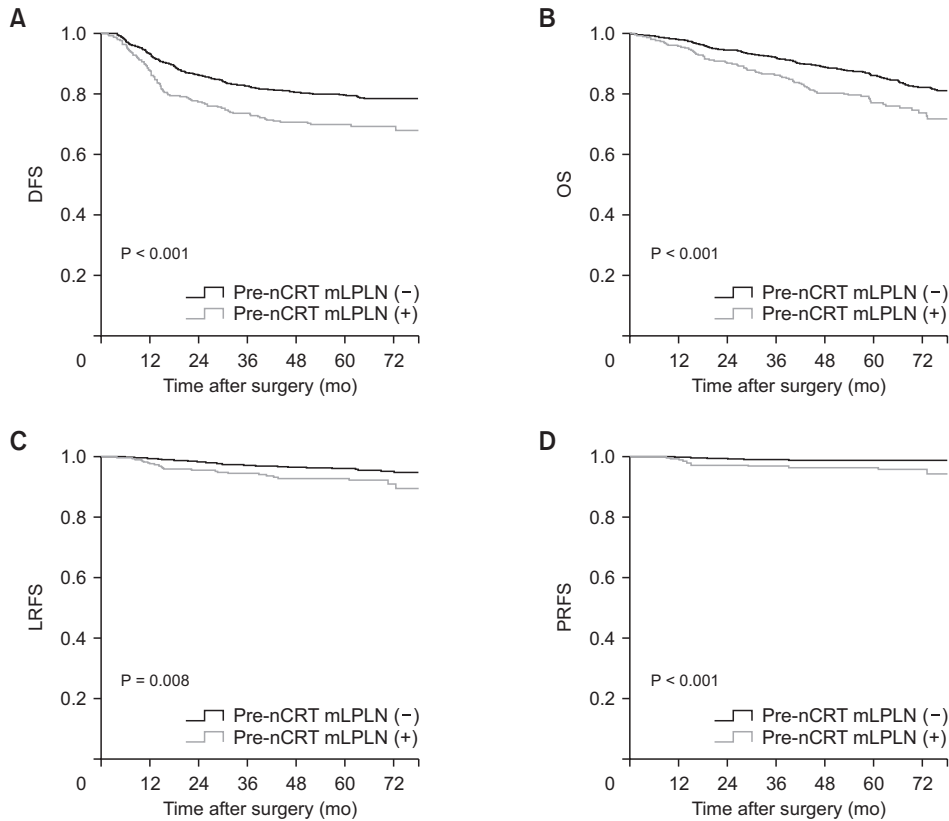 A
1.0
0.8
0.6
0.4
0.2
DFS
P < 0.001
Pre-nCRT mLPLN (−)
Pre-nCRT mLPLN (+)
0 12 24 36 48 60 72
Time after surgery (mo)
B
1.0
0.8
0.6
0.4
0.2
OS
P < 0.001
Pre-nCRT mLPLN (−)
Pre-nCRT mLPLN (+)
0 12 24 36 48 60 72
Time after surgery (mo)
C
1.0
0.8
0.6
0.4
0.2
LRFS
P = 0.008
Pre-nCRT mLPLN (−)
Pre-nCRT mLPLN (+)
0 12 24 36 48 60 72
Time after surgery (mo)
D
1.0
0.8
0.6
0.4
0.2
PRFS
P < 0.001
Pre-nCRT mLPLN (−)
Pre-nCRT mLPLN (+)
0 12 24 36 48 60 72
Time after surgery (mo)